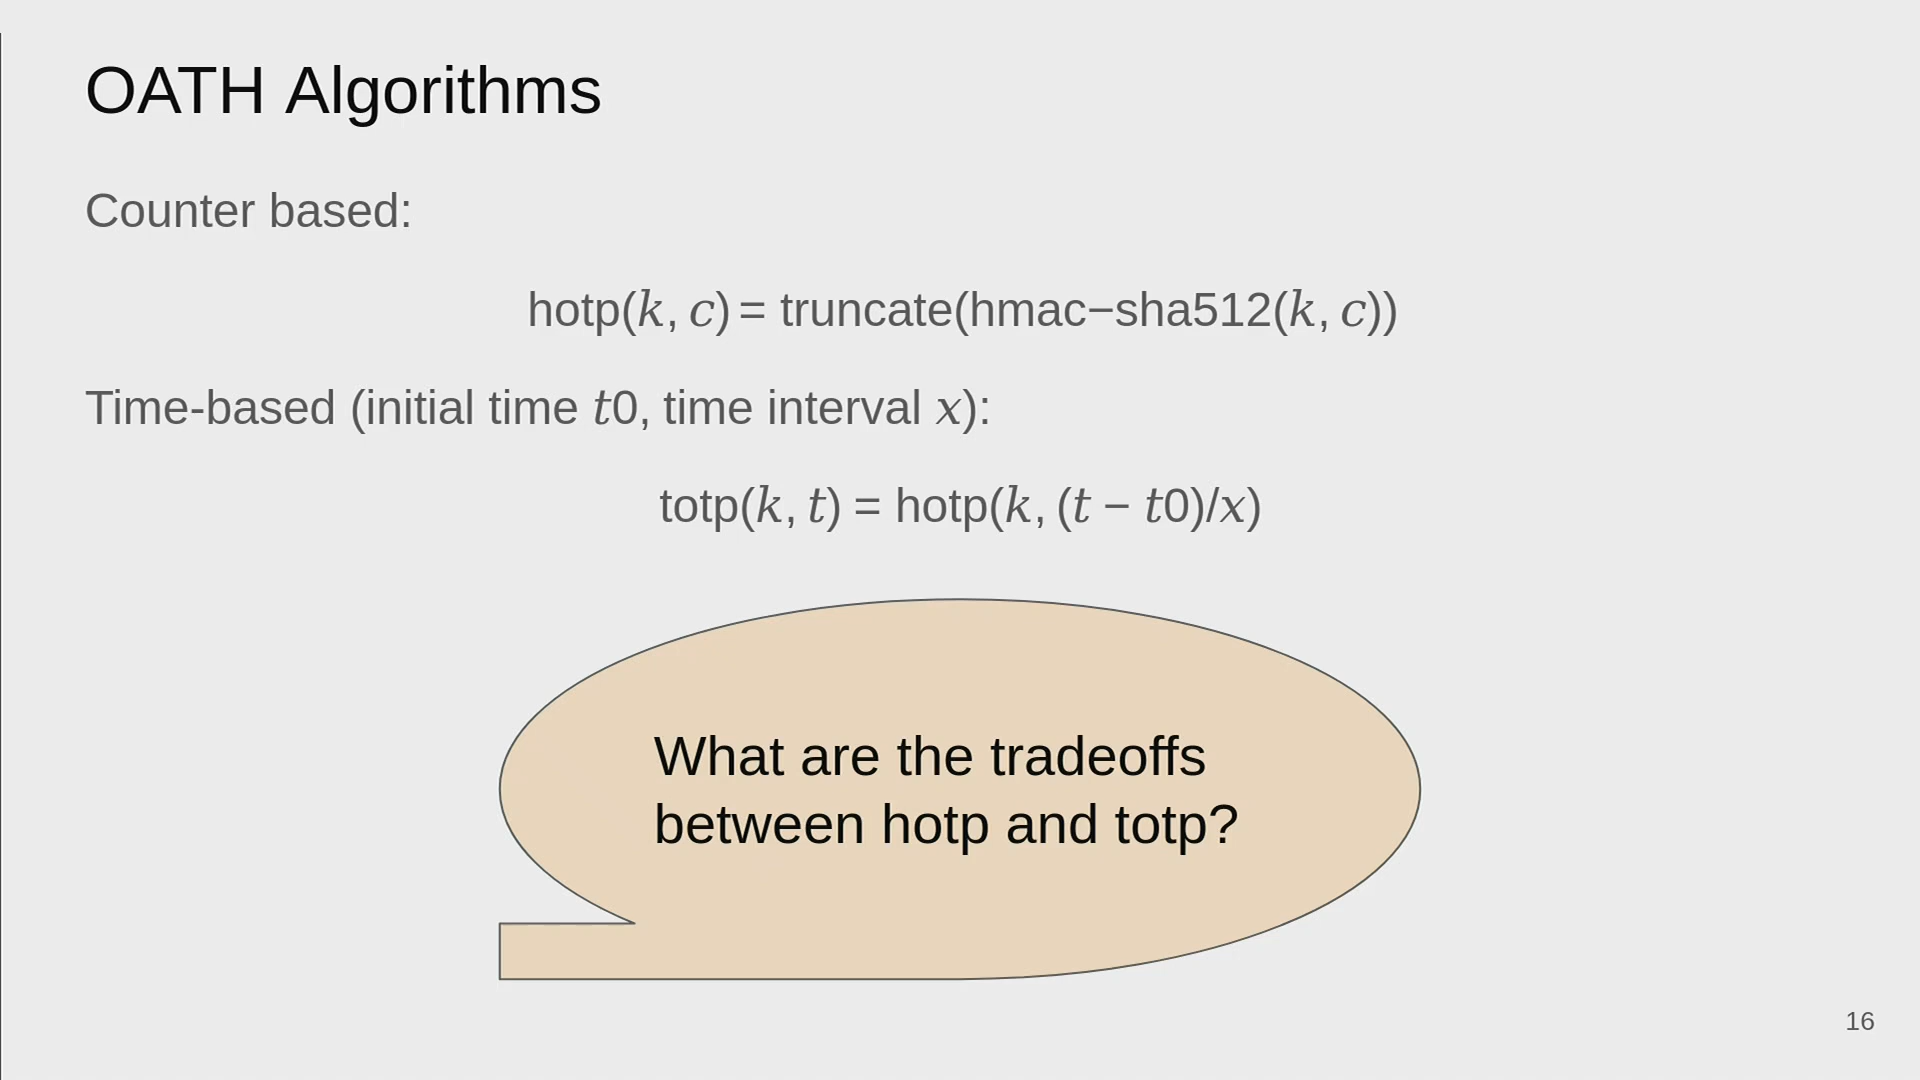 OATH Algorithms
Counter based:
hotp(k, c) = truncate(hmac−sha512(k, c))
Time-based (initial time t0, time interval x):
totp(k, t) = hotp(k, (t − t0)/x)
What are the tradeoffs
between hotp and totp?
16